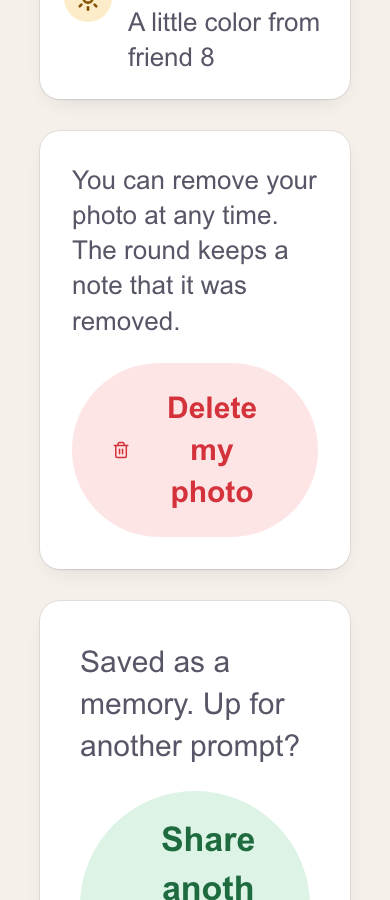 A little color from
friend 8
You can remove your
photo at any time.
The round keeps a
note that it was
removed.
Delete
my
photo
Saved as a
memory. Up for
another prompt?
Share
anoth